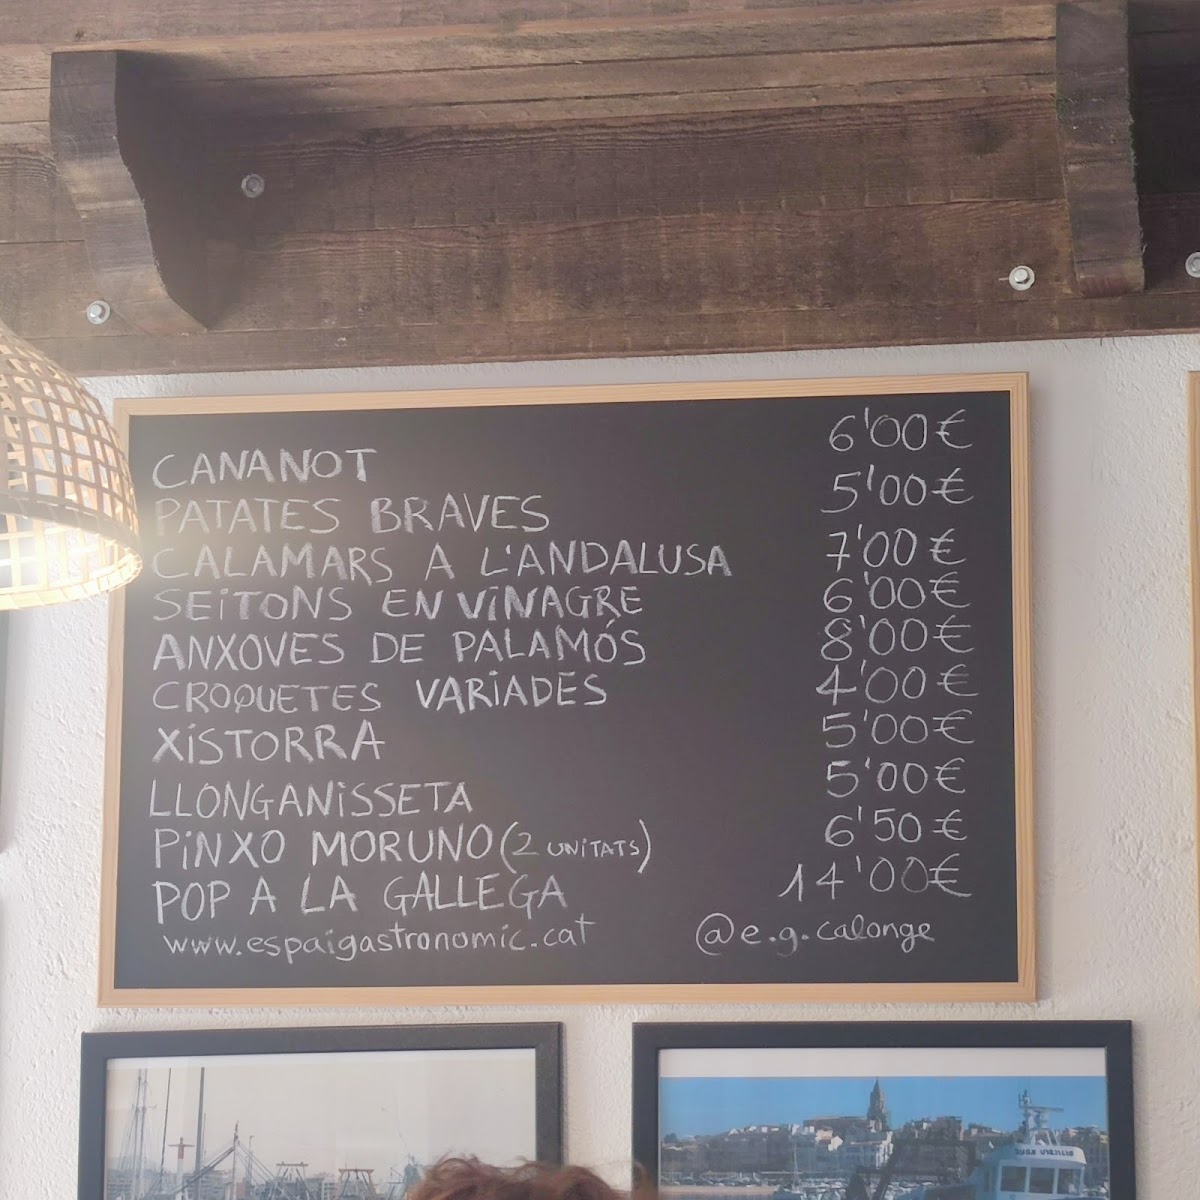 CANANOT 6'00€
PATATES BRAVES 5'00€
CALAMARS A L'ANDALUSA 7'00€
SEiTONS EN ViNAGRE 6'00€
ANXOVES DE PALAMÓS 8'00€
CROQUETES VARiADES 4'00€
XiSTORRA 5'00€
LLONGANiSSETA 5'00€
PiNXO MORUNO (2 UNiTATS) 6'50€
POP A LA GALLEGA 14'00€
www.espaigastronomic.cat @e.g.calonge
JUAN VIRJILIO